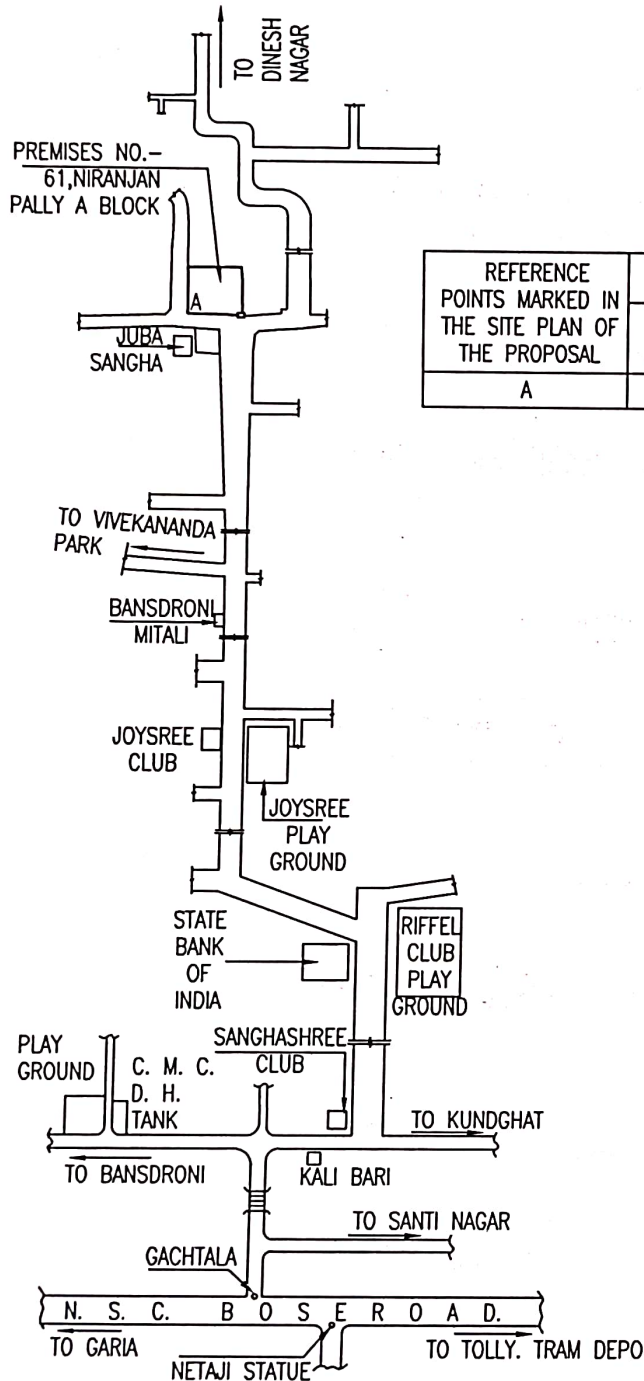 TO
DINESH
NAGAR
PREMISES NO.-
61,NIRANJAN
PALLY A BLOCK
A
JUBA
SANGHA
REFERENCE
POINTS MARKED IN
THE SITE PLAN OF
THE PROPOSAL
A
TO VIVEKANANDA
PARK
BANSDRONI
MITALI
JOYSREE
CLUB
JOYSREE
PLAY
GROUND
STATE
BANK
OF
INDIA
RIFFEL
CLUB
PLAY
GROUND
SANGHASHREE
CLUB
PLAY
GROUND
C. M. C.
D. H.
TANK
TO KUNDGHAT
TO BANSDRONI
KALI BARI
TO SANTI NAGAR
GACHTALA
N. S. C. BOSE ROAD.
TO GARIA
NETAJI STATUE
TO TOLLY. TRAM DEPO